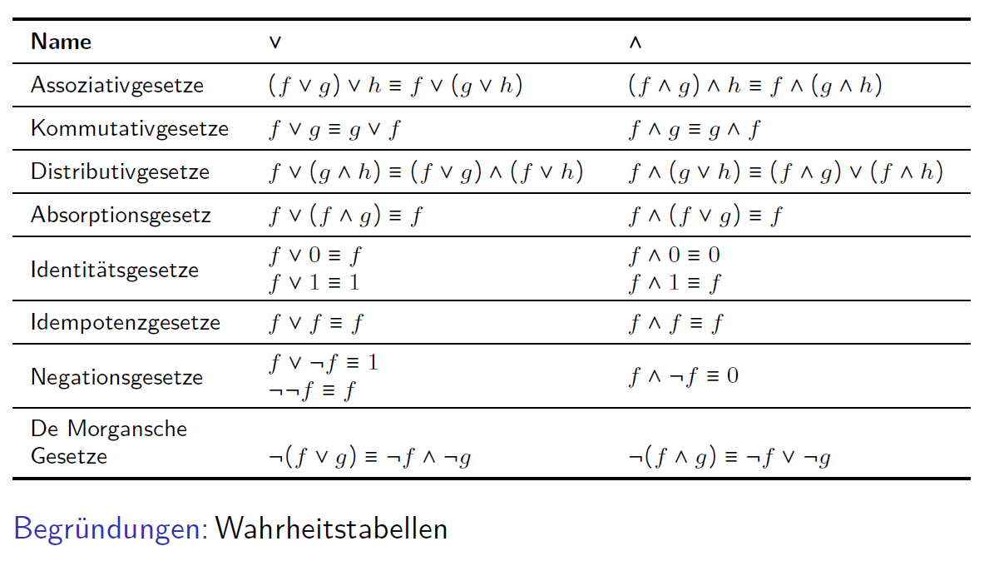 Name ∨ ∧
Assoziativgesetze (f ∨ g) ∨ h ≡ f ∨ (g ∨ h) (f ∧ g) ∧ h ≡ f ∧ (g ∧ h)
Kommutativgesetze f ∨ g ≡ g ∨ f f ∧ g ≡ g ∧ f
Distributivgesetze f ∨ (g ∧ h) ≡ (f ∨ g) ∧ (f ∨ h) f ∧ (g ∨ h) ≡ (f ∧ g) ∨ (f ∧ h)
Absorptionsgesetz f ∨ (f ∧ g) ≡ f f ∧ (f ∨ g) ≡ f
Identitätsgesetze
f ∨ 0 ≡ f f ∧ 0 ≡ 0
f ∨ 1 ≡ 1 f ∧ 1 ≡ f
Idempotenzgesetze f ∨ f ≡ f f ∧ f ≡ f
Negationsgesetze
f ∨ ¬f ≡ 1
¬¬f ≡ f
f ∧ ¬f ≡ 0
De Morgansche
Gesetze ¬(f ∨ g) ≡ ¬f ∧ ¬g ¬(f ∧ g) ≡ ¬f ∨ ¬g
Begründungen: Wahrheitstabellen